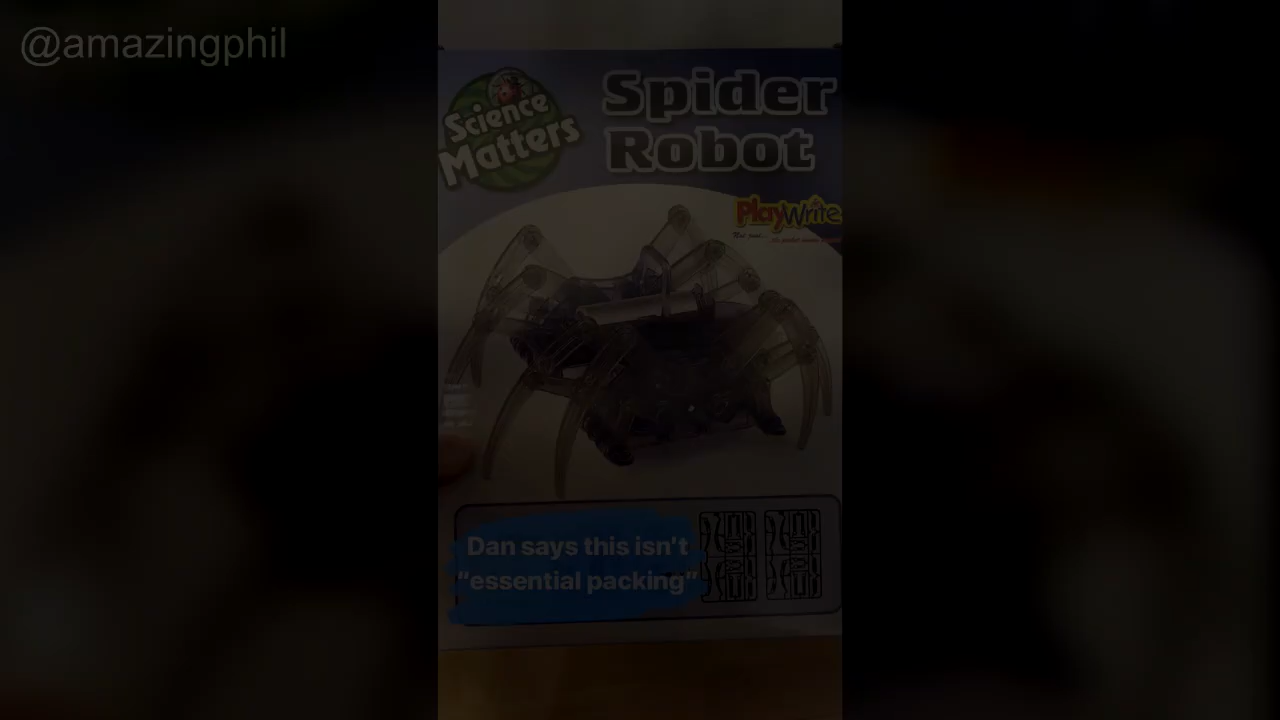 @amazingphil
Science
Matters
Spider
Robot
PlayWrite
Dan says this isn't
"essential packing"